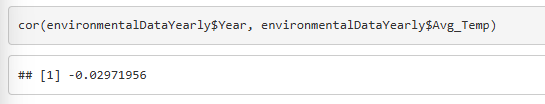 cor(environmentalDataYearly$Year, environmentalDataYearly$Avg_Temp)
## [1] -0.02971956